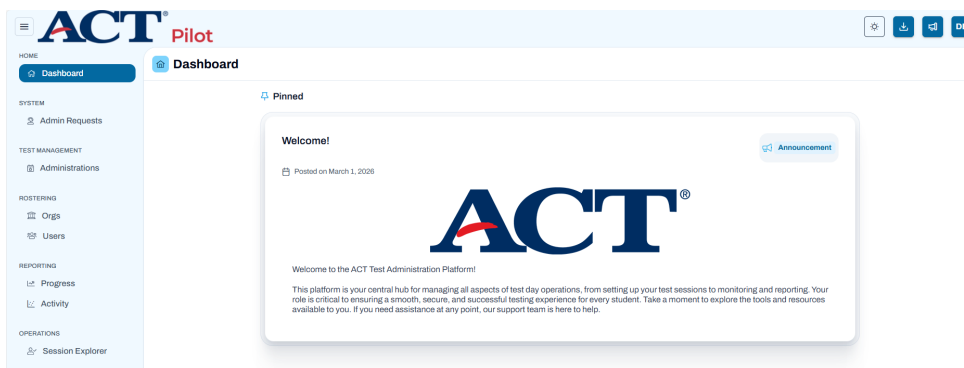 ACT® Pilot
HOME
Dashboard
SYSTEM
Admin Requests
TEST MANAGEMENT
Administrations
ROSTERING
Orgs
Users
REPORTING
Progress
Activity
OPERATIONS
Session Explorer
Dashboard
Pinned
Welcome!
Announcement
Posted on March 1, 2026
ACT®
Welcome to the ACT Test Administration Platform!
This platform is your central hub for managing all aspects of test day operations, from setting up your test sessions to monitoring and reporting. Your
role is critical to ensuring a smooth, secure, and successful testing experience for every student. Take a moment to explore the tools and resources
available to you. If you need assistance at any point, our support team is here to help.